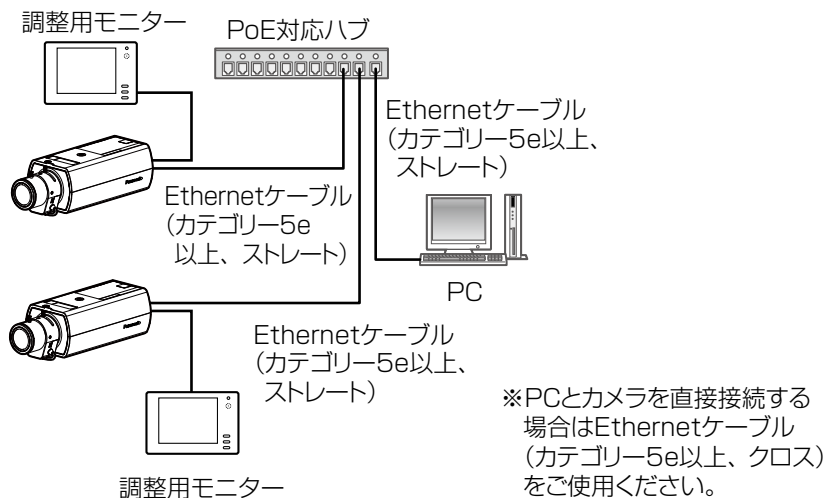 調整用モニター
PoE対応ハブ
Ethernetケーブル
（カテゴリー5e以上、
ストレート）
Ethernetケーブル
（カテゴリー5e
以上、ストレート）
PC
Ethernetケーブル
（カテゴリー5e以上、
ストレート）
調整用モニター
※PCとカメラを直接接続する
場合はEthernetケーブル
（カテゴリー5e以上、クロス）
をご使用ください。
Panasonic
Panasonic